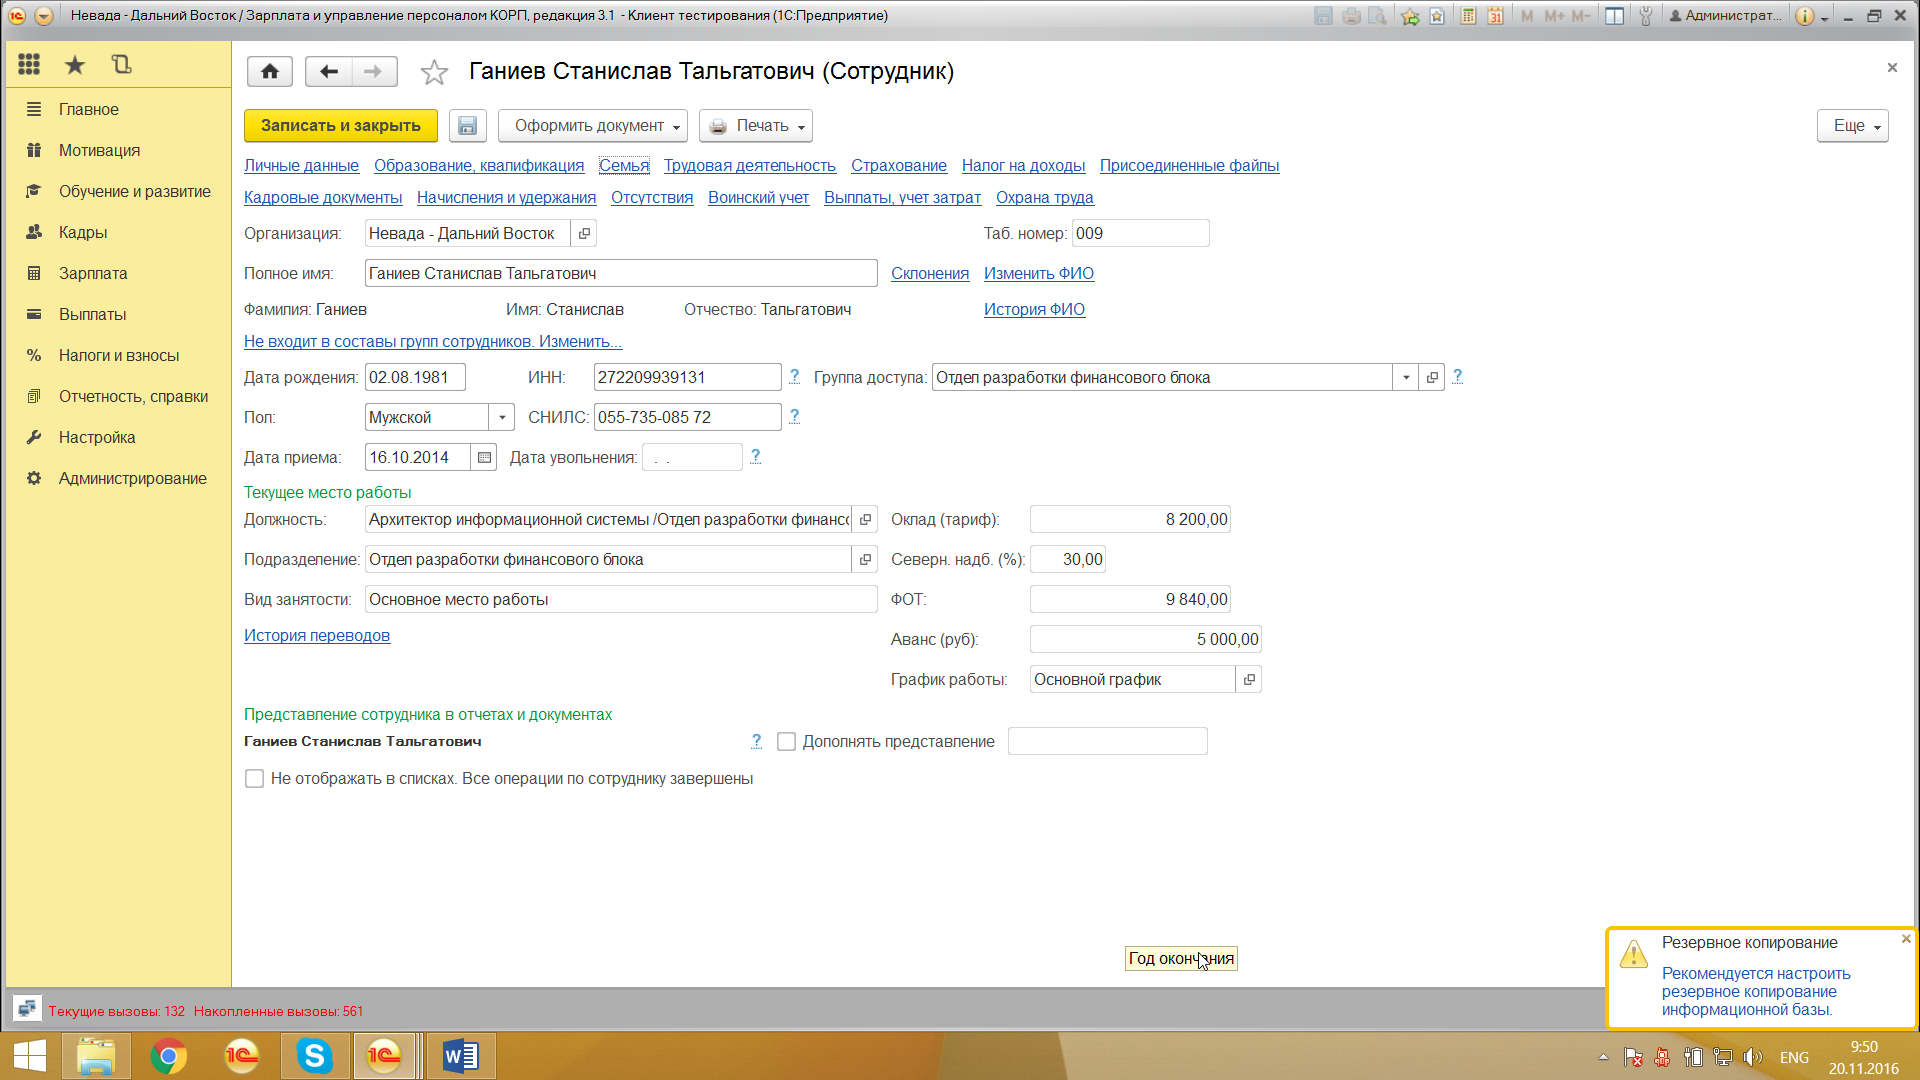 Невада - Дальний Восток / Зарплата и управление персоналом КОРП, редакция 3.1 - Клиент тестирования (1С:Предприятие)
M M+ M- Администрат...
Ганиев Станислав Тальгатович (Сотрудник)
Главное
Мотивация
Обучение и развитие
Кадры
Зарплата
Выплаты
Налоги и взносы
Отчетность, справки
Настройка
Администрирование
Записать и закрыть Оформить документ Печать Еще
Личные данные Образование, квалификация Семья Трудовая деятельность Страхование Налог на доходы Присоединенные файлы
Кадровые документы Начисления и удержания Отсутствия Воинский учет Выплаты, учет затрат Охрана труда
Организация: Невада - Дальний Восток Таб. номер: 009
Полное имя: Ганиев Станислав Тальгатович Склонения Изменить ФИО
Фамилия: Ганиев Имя: Станислав Отчество: Тальгатович История ФИО
Не входит в составы групп сотрудников. Изменить...
Дата рождения: 02.08.1981 ИНН: 272209939131 ? Группа доступа: Отдел разработки финансового блока ?
Пол: Мужской СНИЛС: 055-735-085 72 ?
Дата приема: 16.10.2014 Дата увольнения: . . ?
Текущее место работы
Должность: Архитектор информационной системы /Отдел разработки финансо Оклад (тариф): 8 200,00
Подразделение: Отдел разработки финансового блока Северн. надб. (%): 30,00
Вид занятости: Основное место работы ФОТ: 9 840,00
История переводов Аванс (руб): 5 000,00
График работы: Основной график
Представление сотрудника в отчетах и документах
Ганиев Станислав Тальгатович ? Дополнять представление
Не отображать в списках. Все операции по сотруднику завершены
Год окончания
Резервное копирование
Рекомендуется настроить
резервное копирование
информационной базы.
Текущие вызовы: 132 Накопленные вызовы: 561
ENG
9:50
20.11.2016